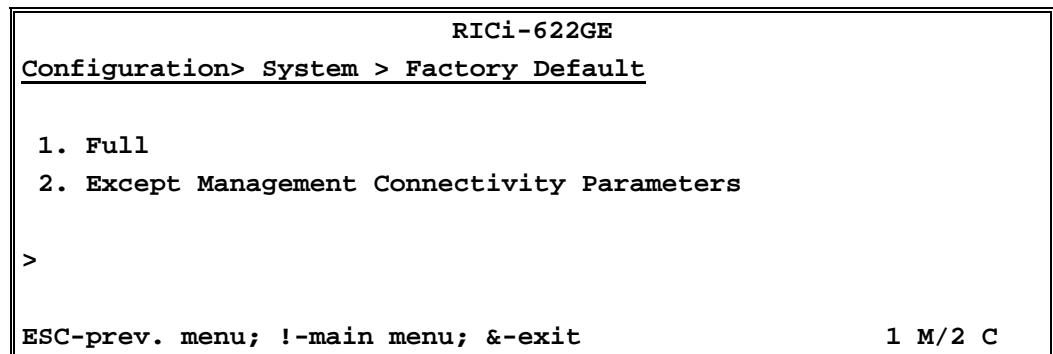 RICi-622GE
Configuration> System > Factory Default
1. Full
2. Except Management Connectivity Parameters
>
ESC-prev. menu; !-main menu; &-exit 1 M/2 C